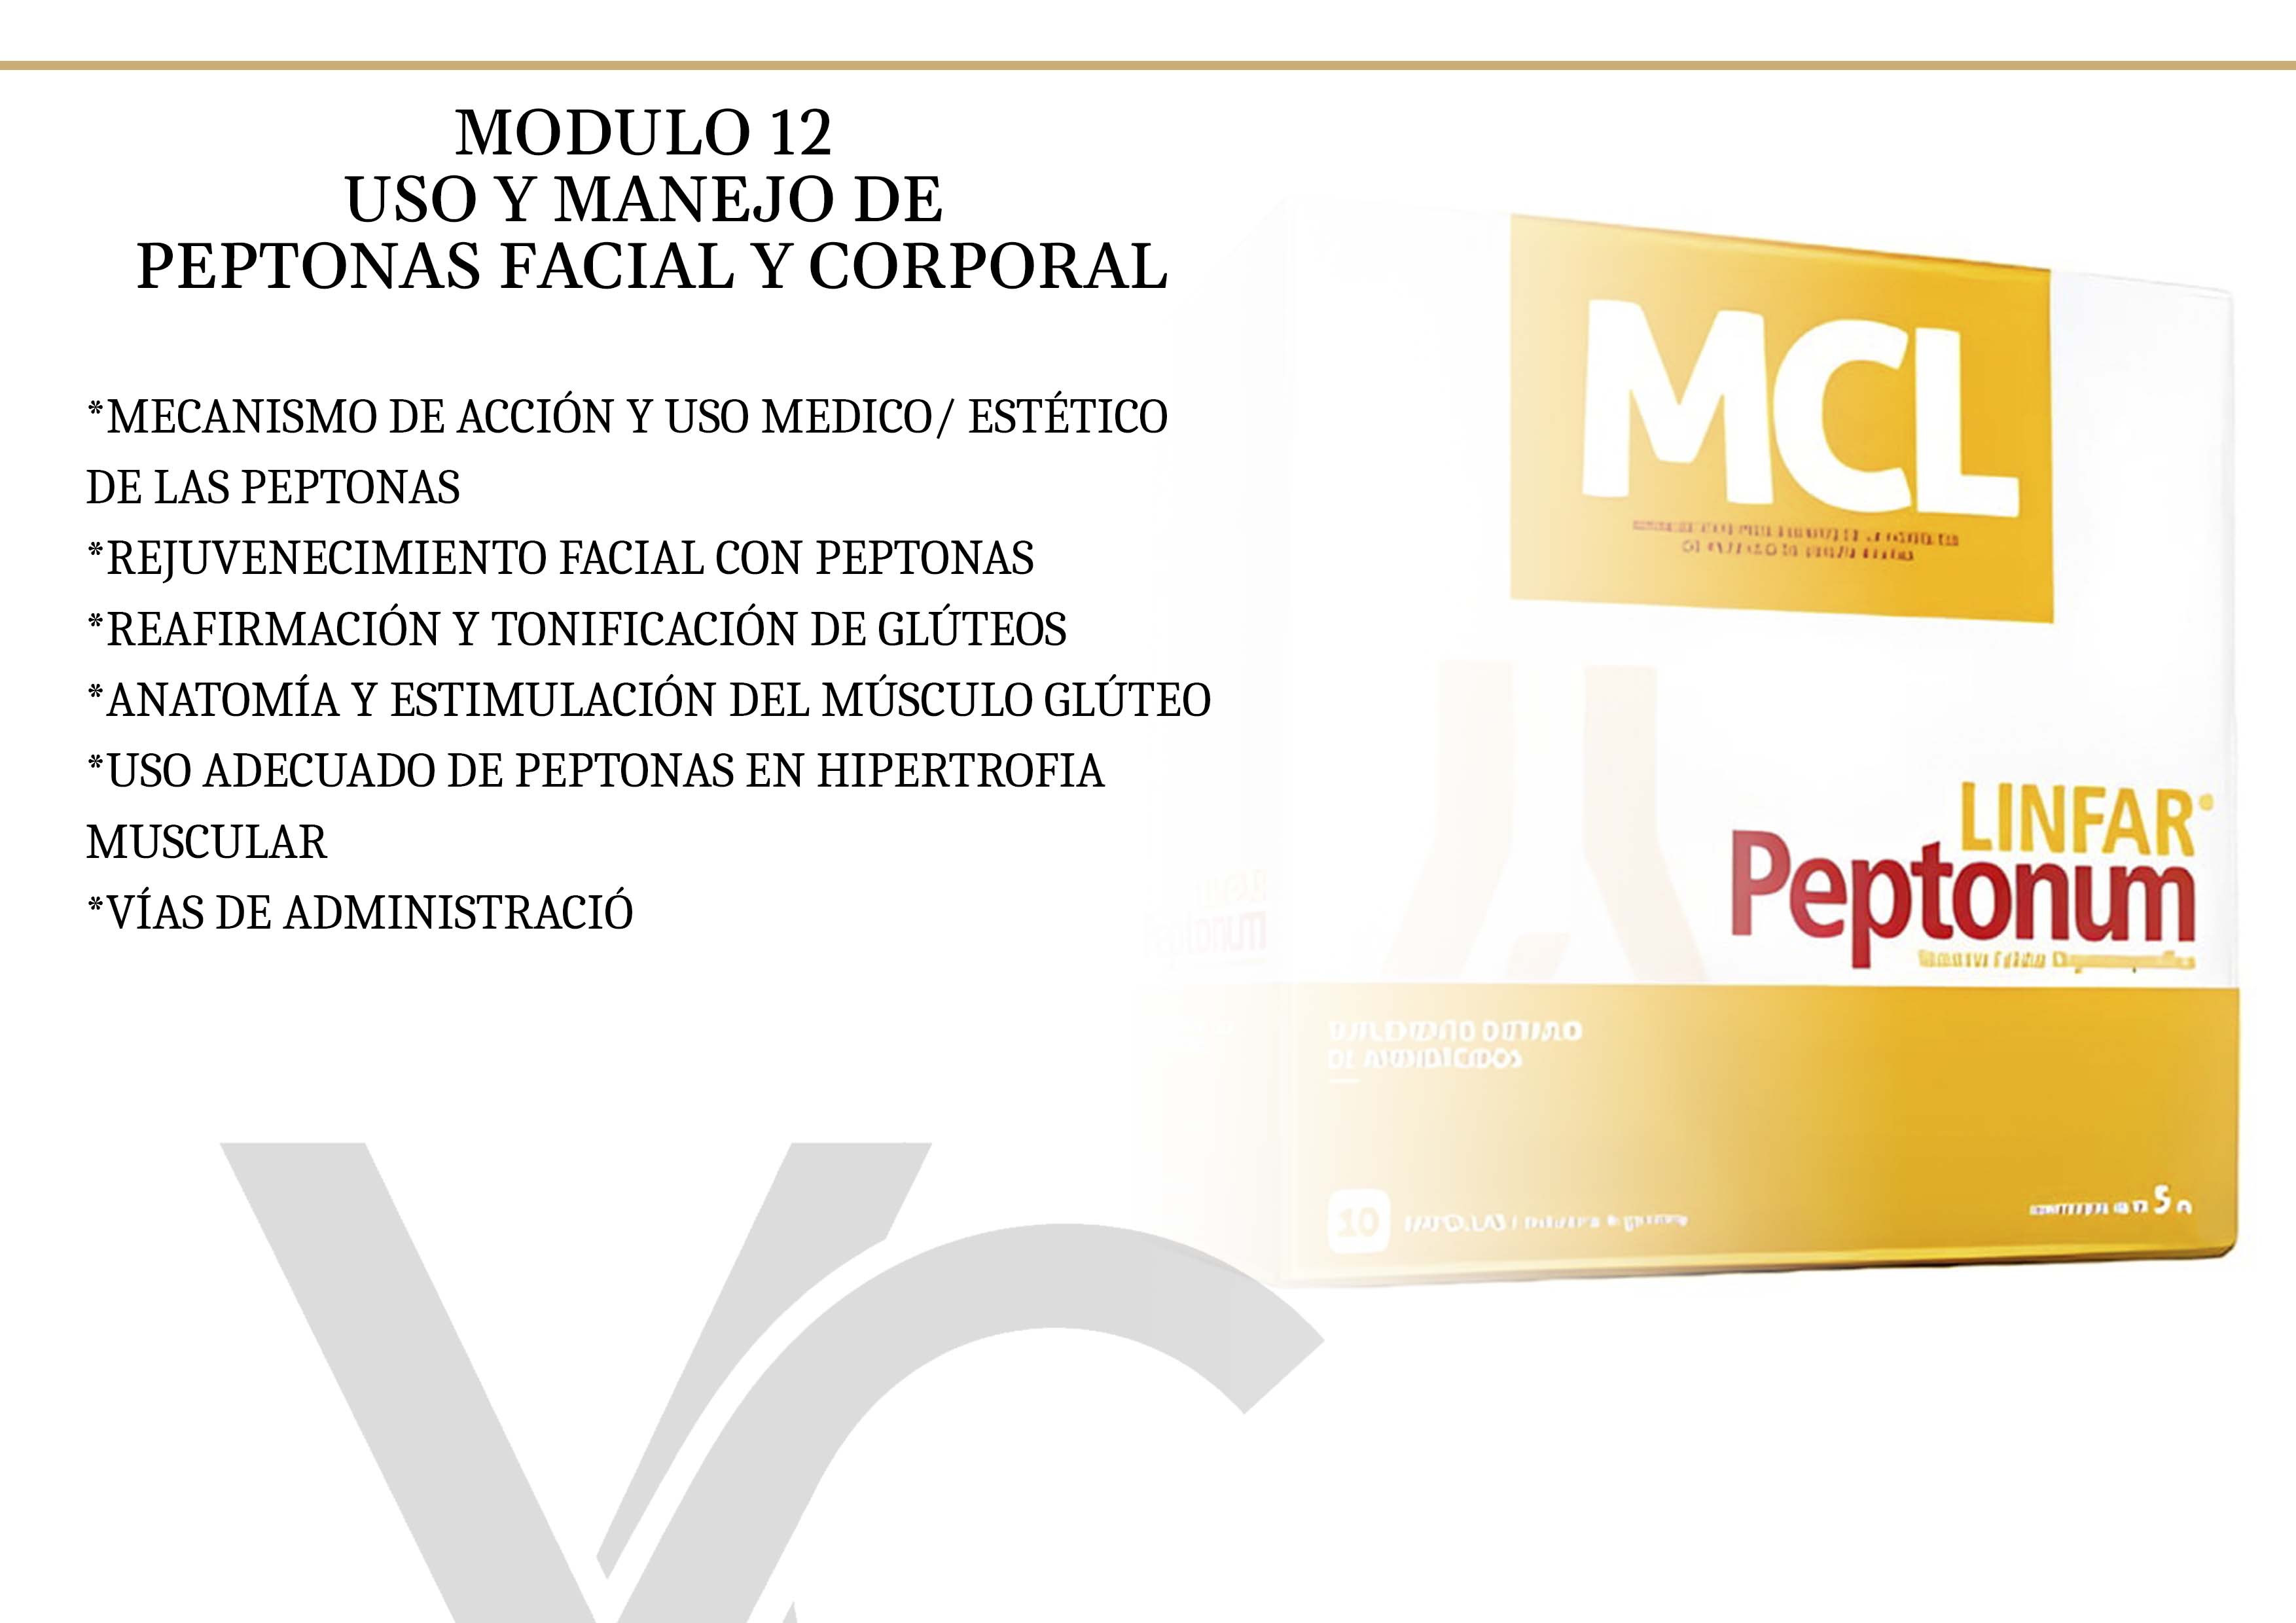 MODULO 12
USO Y MANEJO DE
PEPTONAS FACIAL Y CORPORAL
*MECANISMO DE ACCIÓN Y USO MEDICO/ ESTÉTICO
DE LAS PEPTONAS
*REJUVENECIMIENTO FACIAL CON PEPTONAS
*REAFIRMACIÓN Y TONIFICACIÓN DE GLÚTEOS
*ANATOMÍA Y ESTIMULACIÓN DEL MÚSCULO GLÚTEO
*USO ADECUADO DE PEPTONAS EN HIPERTROFIA
MUSCULAR
*VÍAS DE ADMINISTRACIÓ
MCL
LINFAR
Peptonum
10
5
VC